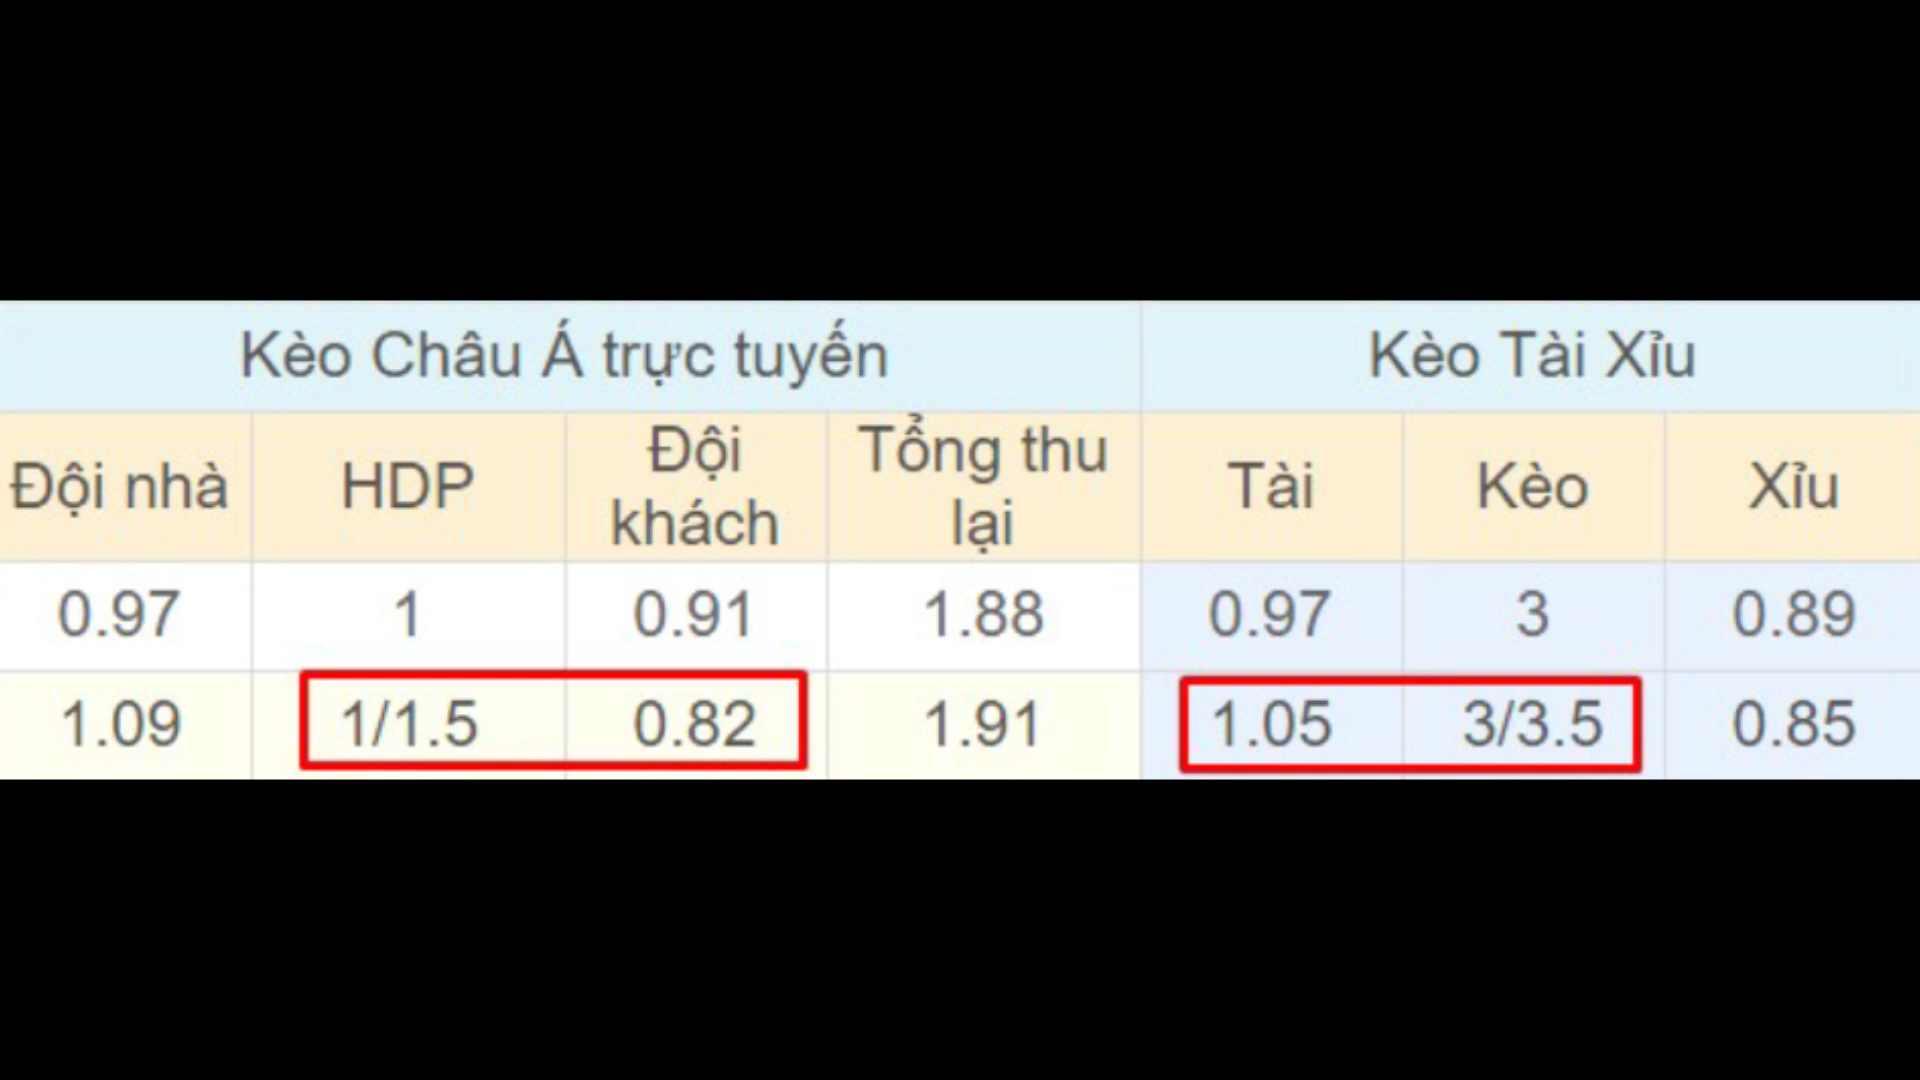 Kèo Châu Á trực tuyến Kèo Tài Xỉu
Đội nhà HDP Đội khách Tổng thu lại Tài Kèo Xỉu
0.97 1 0.91 1.88 0.97 3 0.89
1.09 1/1.5 0.82 1.91 1.05 3/3.5 0.85